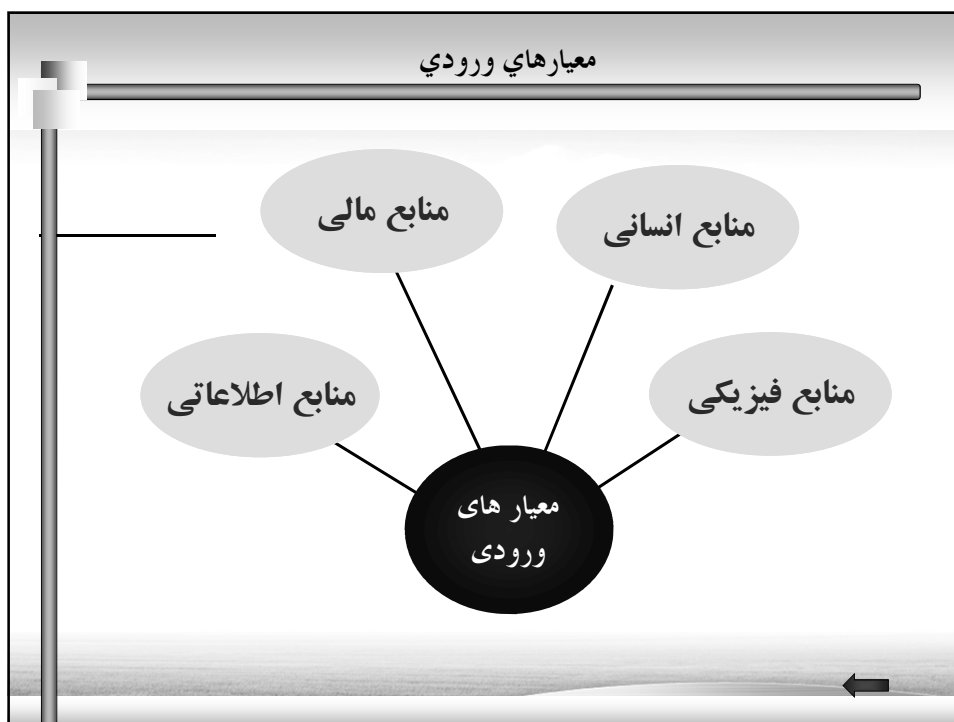 معيارهاي ورودي
منابع انسانی
منابع مالی
منابع فیزیکی
منابع اطلاعاتی
معیار های
ورودی